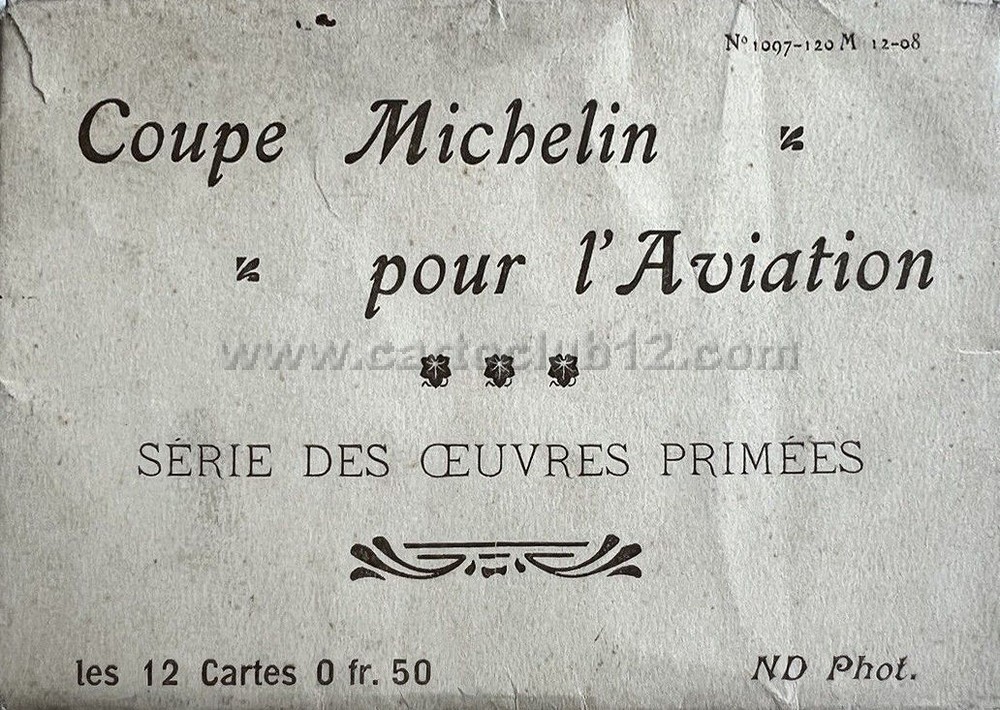 Nº 1097-120 M 12-08
Coupe Michelin
pour l'Aviation
www.cartoclub12.com
SÉRIE DES ŒUVRES PRIMÉES
les 12 Cartes 0 fr. 50
ND Phot.